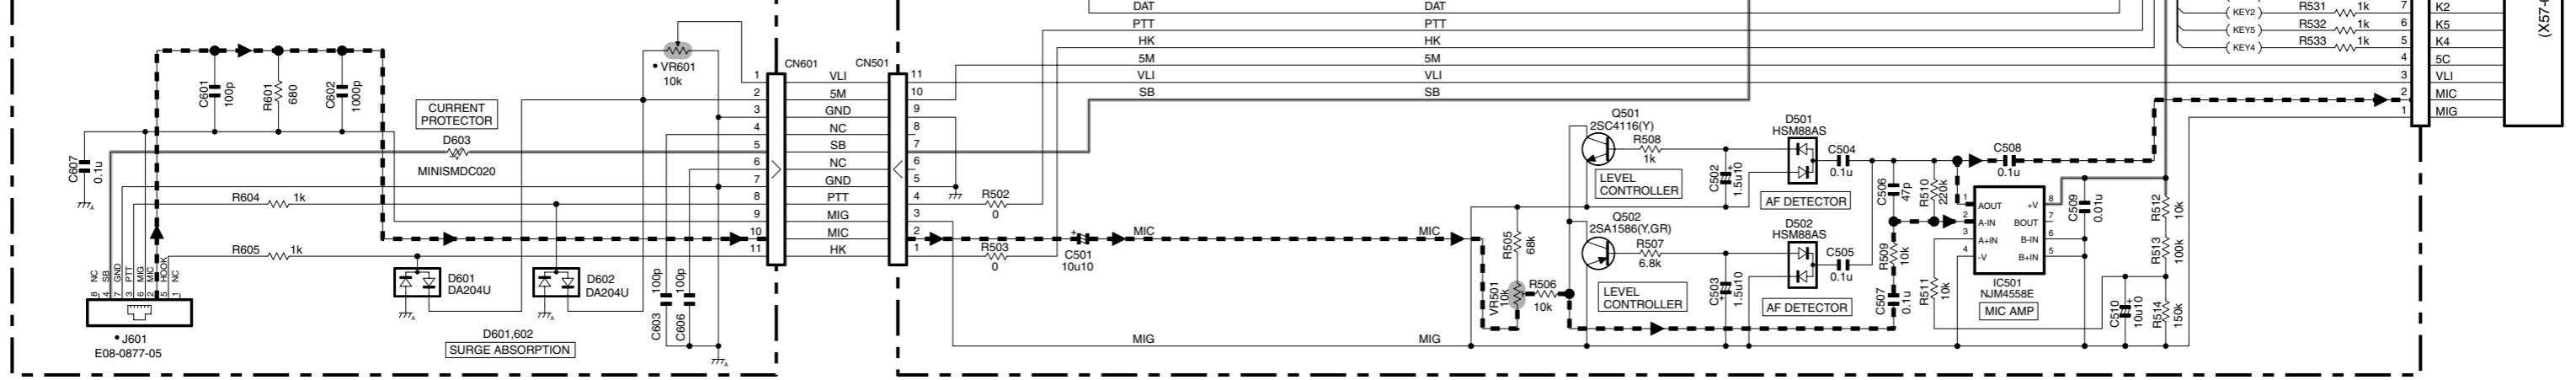 DAT
DAT
PTT
PTT
HK
HK
5M
5M
VLI
VLI
SB
SB
KEY2
R531 1k
7
K2
KEY5
R532 1k
6
K5
KEY4
R533 1k
5
K4
4
5C
3
VLI
2
MIC
1
MIG
(X57-6
C601
100p
R601
680
C602
1000p
CURRENT
PROTECTOR
D603
MINISMDC020
C607
0.1u
R604 1k
R605 1k
VR601
10k
CN601
CN501
1 VLI 11
2 5M 10
3 GND 9
4 NC 8
5 SB 7
6 NC 6
7 GND 5
8 PTT 4
9 MIG 3
10 MIC 2
11 HK 1
A
8 NC
4 SB
7 GND
3 PTT
6 MIG
2 MIC
5 HOOK
1 NC
J601
E08-0877-05
D601
DA204U
A
D602
DA204U
A
D601,602
SURGE ABSORPTION
C603
100p
C606
100p
A
R502
0
R503
0
C501
10u10
+
MIC
MIC
MIG
MIG
R505
68k
VR501
10k
R506
10k
Q501
2SC4116(Y)
R508
1k
LEVEL
CONTROLLER
Q502
2SA1586(Y,GR)
R507
6.8k
LEVEL
CONTROLLER
C502
1.5u10
+
C503
1.5u10
+
D501
HSM88AS
AF DETECTOR
D502
HSM88AS
AF DETECTOR
C504
0.1u
C505
0.1u
C506
47p
R510
220k
R509
10k
C507
0.1u
R511
10k
C508
0.1u
1 AOUT
2 A-IN
3 A+IN
4 -V
+V 8
BOUT 7
B-IN 6
B+IN 5
IC501
NJM4558E
MIC AMP
C509
0.01u
R512
10k
R513
100k
C510
10u10
+
R514
150k